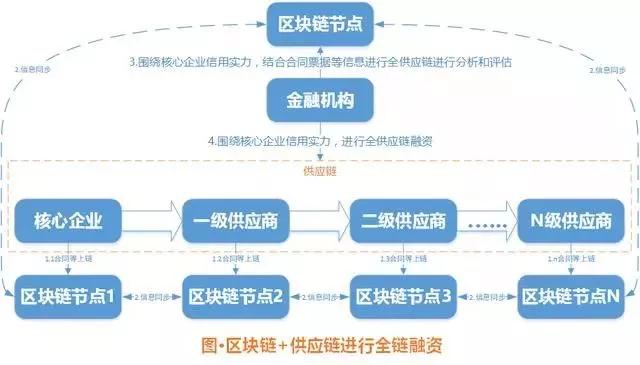 区块链节点
2.信息同步
2.信息同步
3.围绕核心企业信用实力，结合合同票据等信息进行全供应链进行分析和评估
金融机构
4.围绕核心企业信用实力，进行全供应链融资
供应链
核心企业
一级供应商
二级供应商
······
N级供应商
1.1合同等上链
1.2合同等上链
1.3合同等上链
1.n合同等上链
区块链节点1
2.信息同步
区块链节点2
2.信息同步
区块链节点3
2.信息同步
区块链节点N
图·区块链+供应链进行全链融资